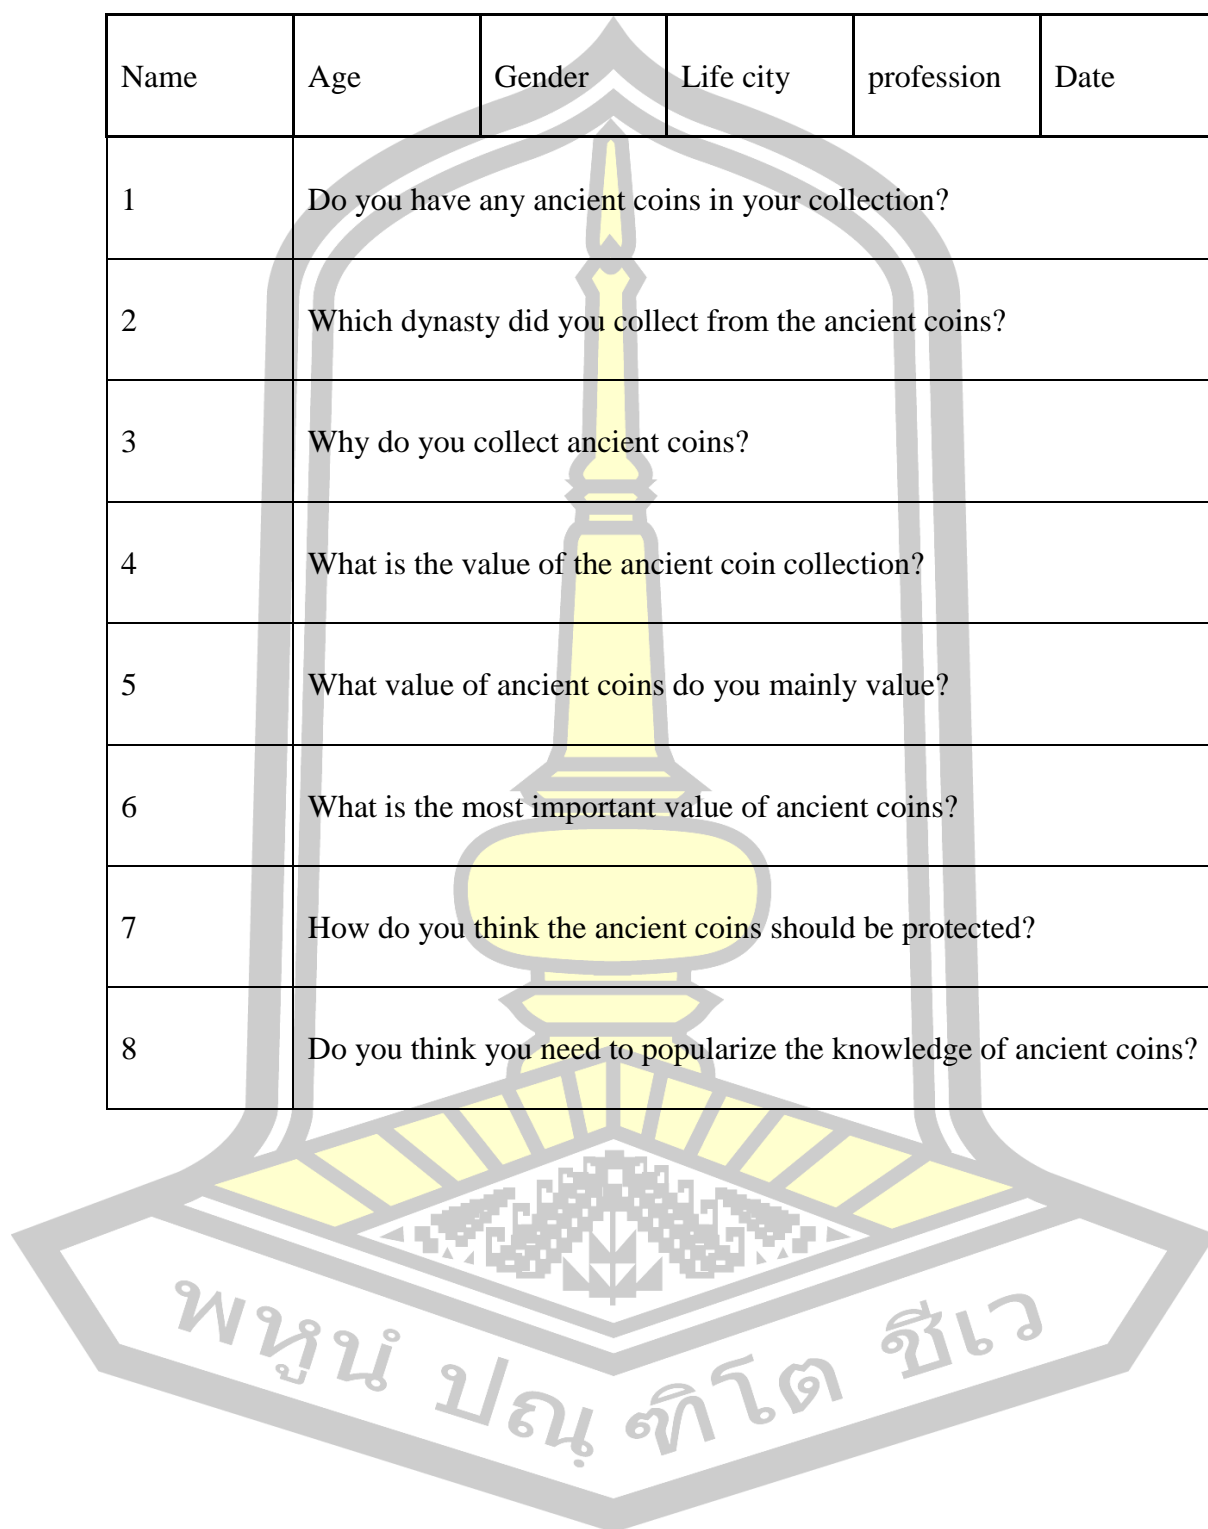 Name Age Gender Life city profession Date
1 Do you have any ancient coins in your collection?
2 Which dynasty did you collect from the ancient coins?
3 Why do you collect ancient coins?
4 What is the value of the ancient coin collection?
5 What value of ancient coins do you mainly value?
6 What is the most important value of ancient coins?
7 How do you think the ancient coins should be protected?
8 Do you think you need to popularize the knowledge of ancient coins?
พหูนํ ปณฺฑิโต ชีเว